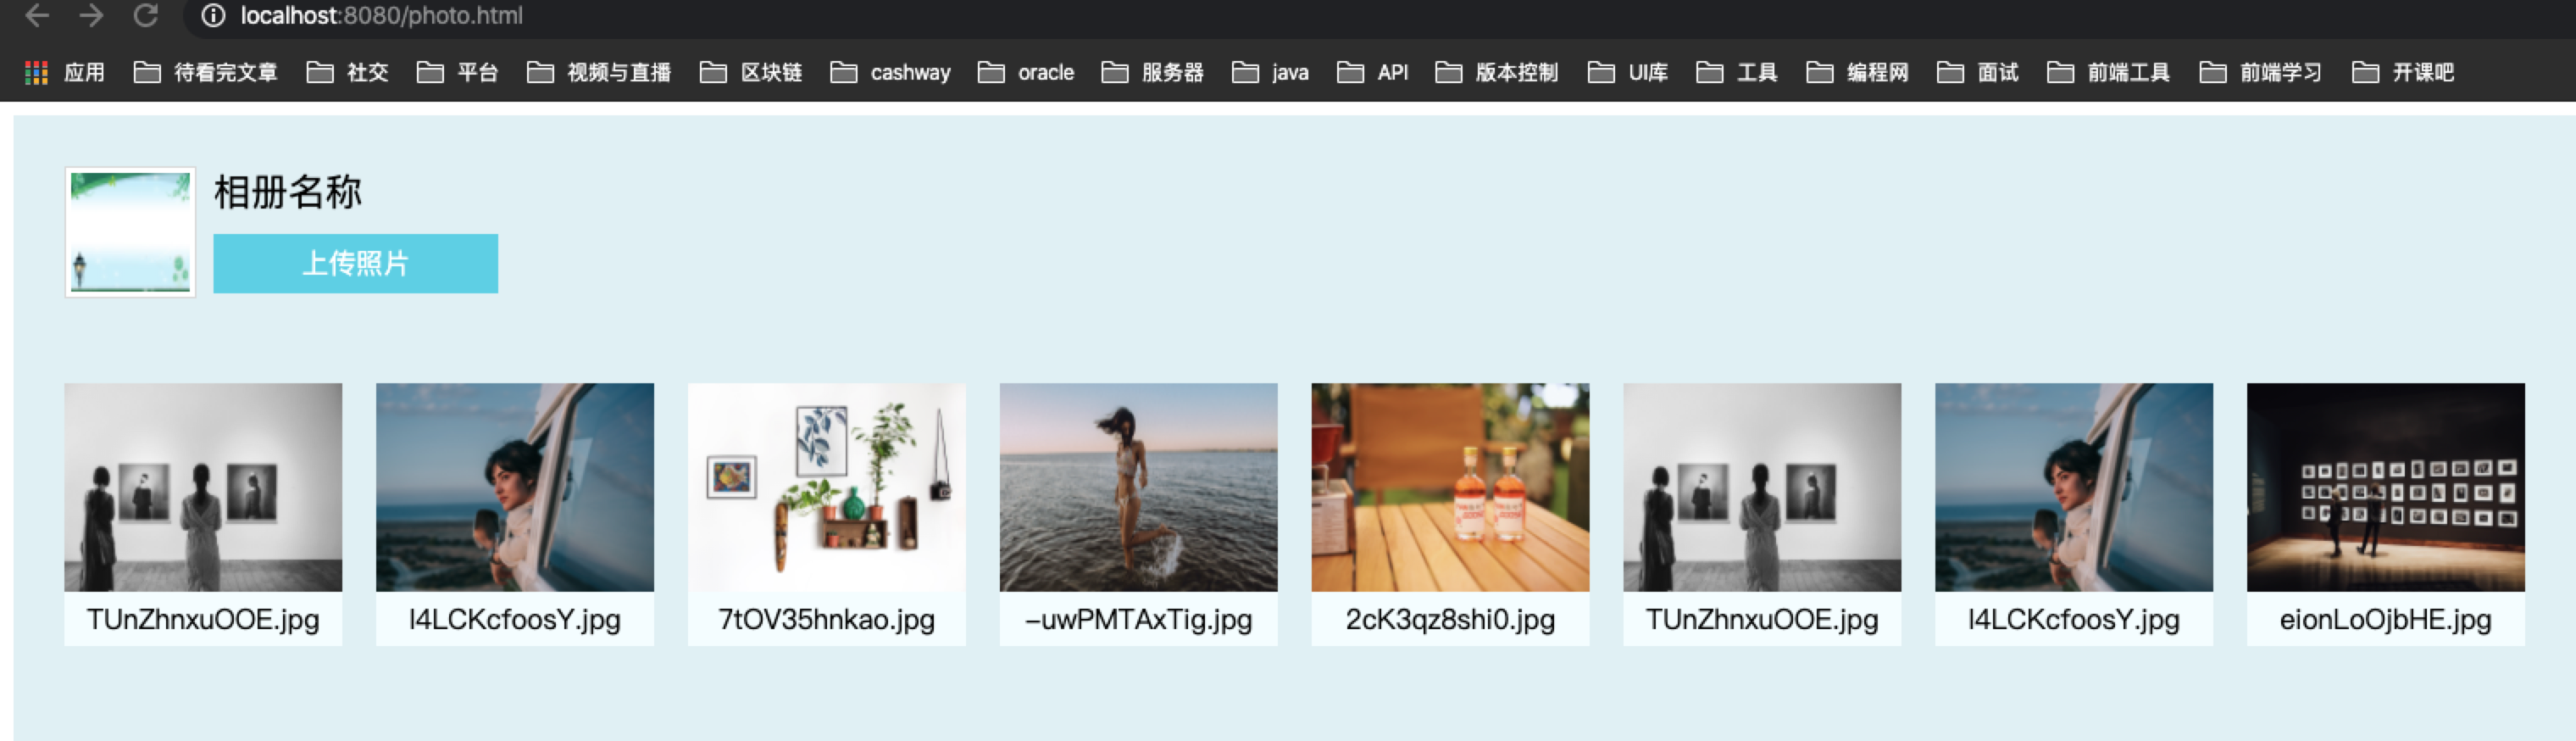 localhost:8080/photo.html
应用 待看完文章 社交 平台 视频与直播 区块链 cashway oracle 服务器 java API 版本控制 UI库 工具 编程网 面试 前端工具 前端学习 开课吧
相册名称
上传照片
TUnZhnxuOOE.jpg l4LCKcfoosY.jpg 7tOV35hnkao.jpg -uwPMTAxTig.jpg 2cK3qz8shi0.jpg TUnZhnxuOOE.jpg l4LCKcfoosY.jpg eionLoOjbHE.jpg